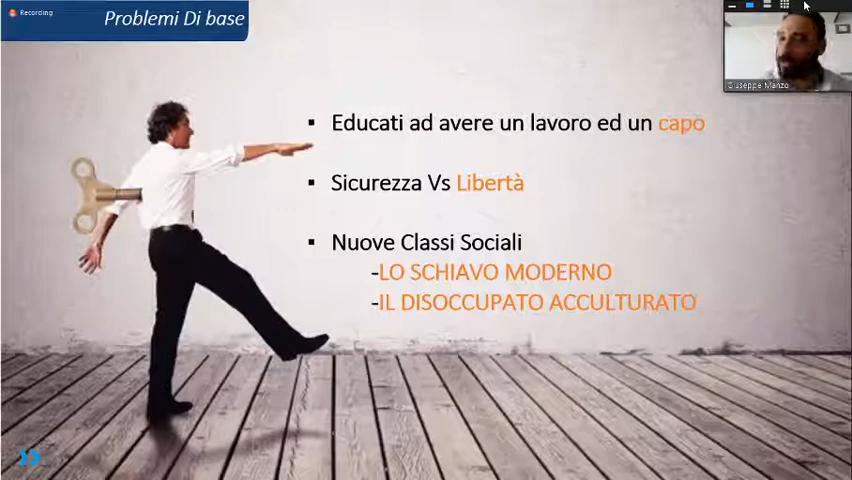 Recording
Problemi Di base
Giuseppe Manzo
▪ Educati ad avere un lavoro ed un capo
▪ Sicurezza Vs Libertà
▪ Nuove Classi Sociali
-LO SCHIAVO MODERNO
-IL DISOCCUPATO ACCULTURATO